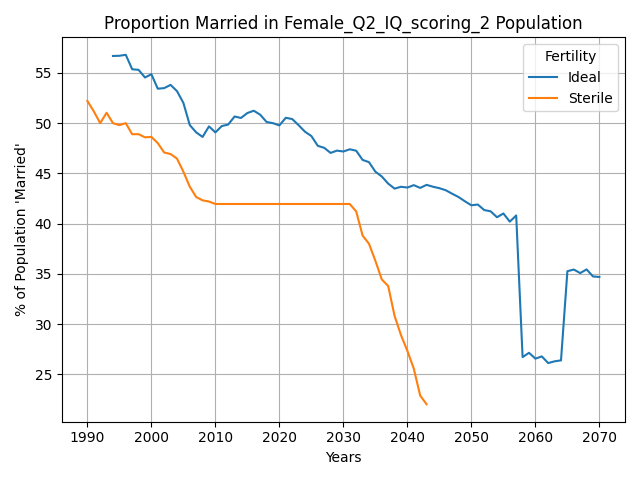 Proportion Married in Female_Q2_IQ_scoring_2 Population
Fertility
Ideal
Sterile
% of Population 'Married'
55
50
45
40
35
30
25
1990 2000 2010 2020 2030 2040 2050 2060 2070
Years